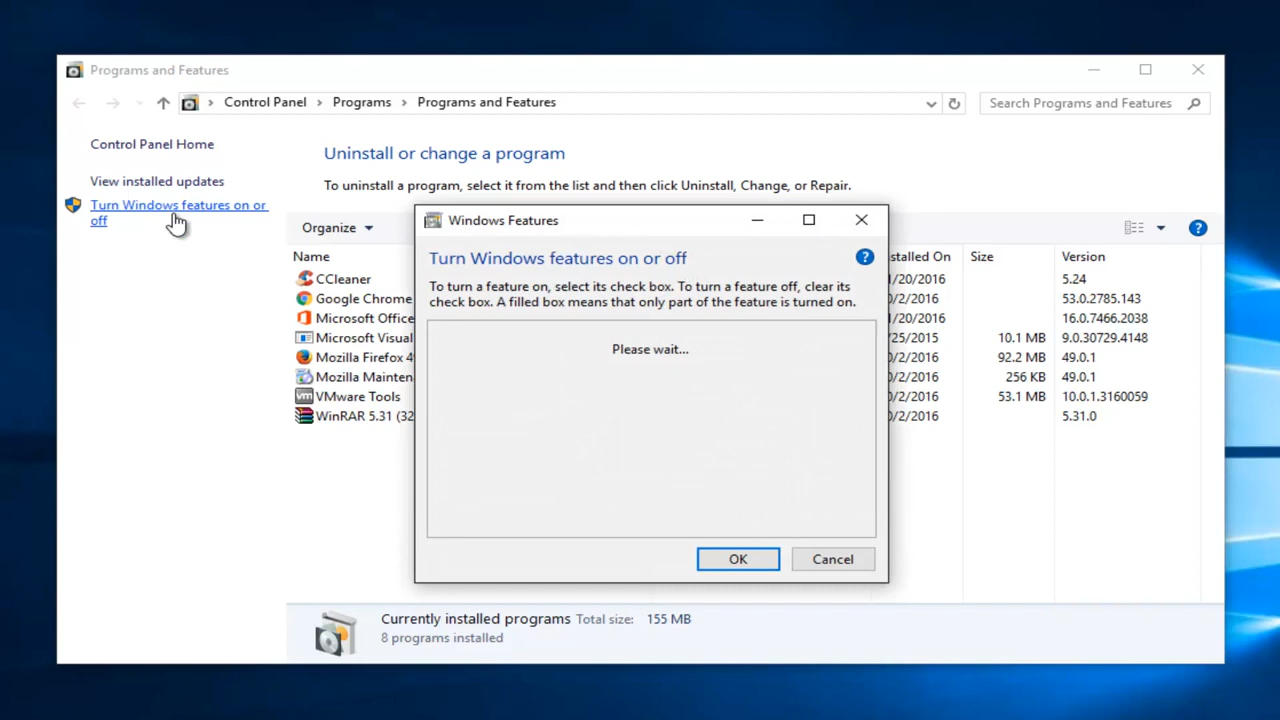 Programs and Features
Control Panel > Programs > Programs and Features
Search Programs and Features
Control Panel Home
View installed updates
Turn Windows features on or
off
Uninstall or change a program
To uninstall a program, select it from the list and then click Uninstall, Change, or Repair.
Organize
Name stalled On Size Version
CCleaner /20/2016 5.24
Google Chrome /2/2016 53.0.2785.143
Microsoft Office /20/2016 16.0.7466.2038
Microsoft Visual /25/2015 10.1 MB 9.0.30729.4148
Mozilla Firefox 4 /2/2016 92.2 MB 49.0.1
Mozilla Mainten /2/2016 256 KB 49.0.1
VMware Tools /2/2016 53.1 MB 10.0.1.3160059
WinRAR 5.31 (32 /2/2016 5.31.0
Windows Features
Turn Windows features on or off
To turn a feature on, select its check box. To turn a feature off, clear its
check box. A filled box means that only part of the feature is turned on.
Please wait...
OK Cancel
Currently installed programs Total size: 155 MB
8 programs installed